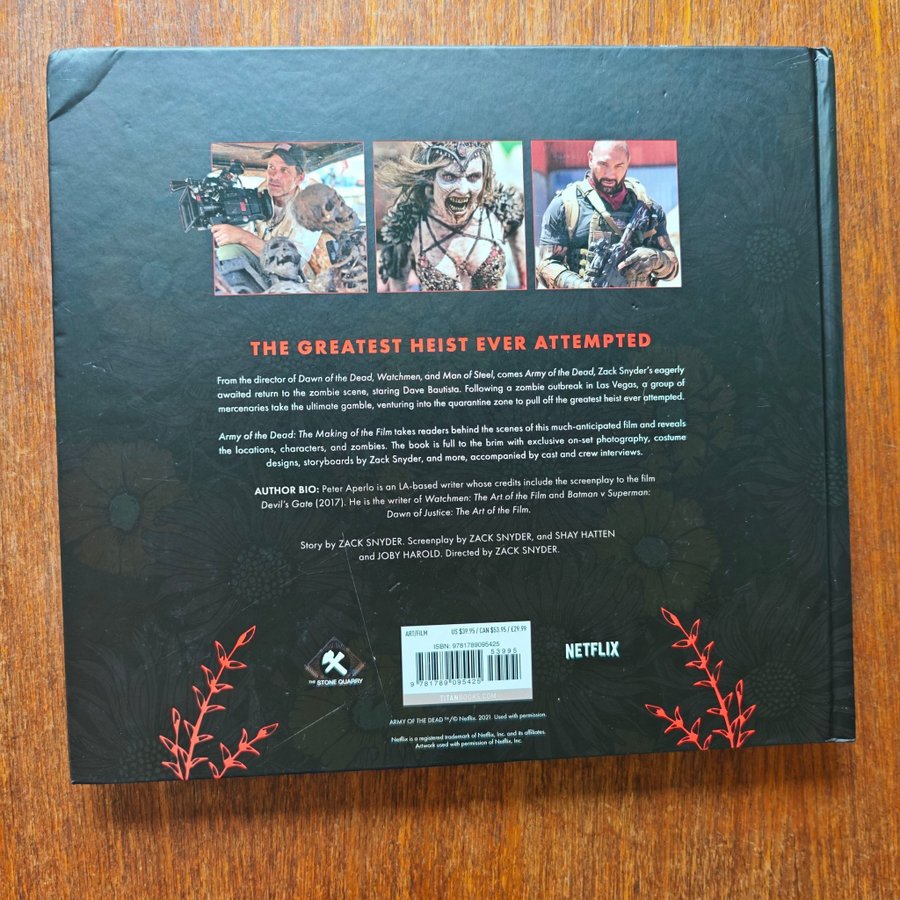 THE GREATEST HEIST EVER ATTEMPTED
From the director of Dawn of the Dead, Watchmen, and Man of Steel, comes Army of the Dead, Zack Snyder's eagerly
awaited return to the zombie scene, staring Dave Bautista. Following a zombie outbreak in Las Vegas, a group of
mercenaries take the ultimate gamble, venturing into the quarantine zone to pull off the greatest heist ever attempted.
Army of the Dead: The Making of the Film takes readers behind the scenes of this much-anticipated film and reveals
the locations, characters, and zombies. The book is full to the brim with exclusive on-set photography, costume
designs, storyboards by Zack Snyder, and more, accompanied by cast and crew interviews.
AUTHOR BIO: Peter Aperlo is an LA-based writer whose credits include the screenplay to the film
Devil's Gate (2017). He is the writer of Watchmen: The Art of the Film and Batman v Superman:
Dawn of Justice: The Art of the Film.
Story by ZACK SNYDER. Screenplay by ZACK SNYDER, and SHAY HATTEN
and JOBY HAROLD. Directed by ZACK SNYDER.
THE STONE QUARRY
ART/FILM US $39.95 / CAN $53.95 / £29.99
ISBN: 9781789095425
53995
9 781789 095425
TITANBOOKS.COM
NETFLIX
ARMY OF THE DEAD™/© Netflix. 2021. Used with permission.
Netflix is a registered trademark of Netflix, Inc. and its affiliates.
Artwork used with permission of Netflix, Inc.